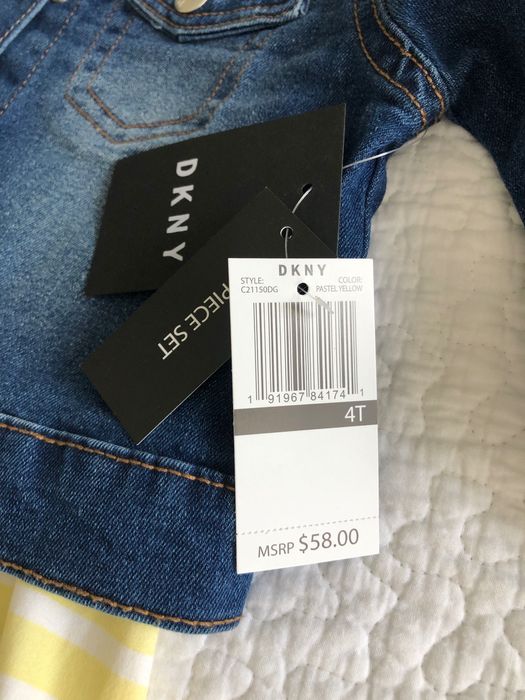 DKNY
PIECE SET
DKNY
STYLE: COLOR:
C21150DG PASTEL YELLOW
1 91967 84174 1
4T
MSRP $58.00